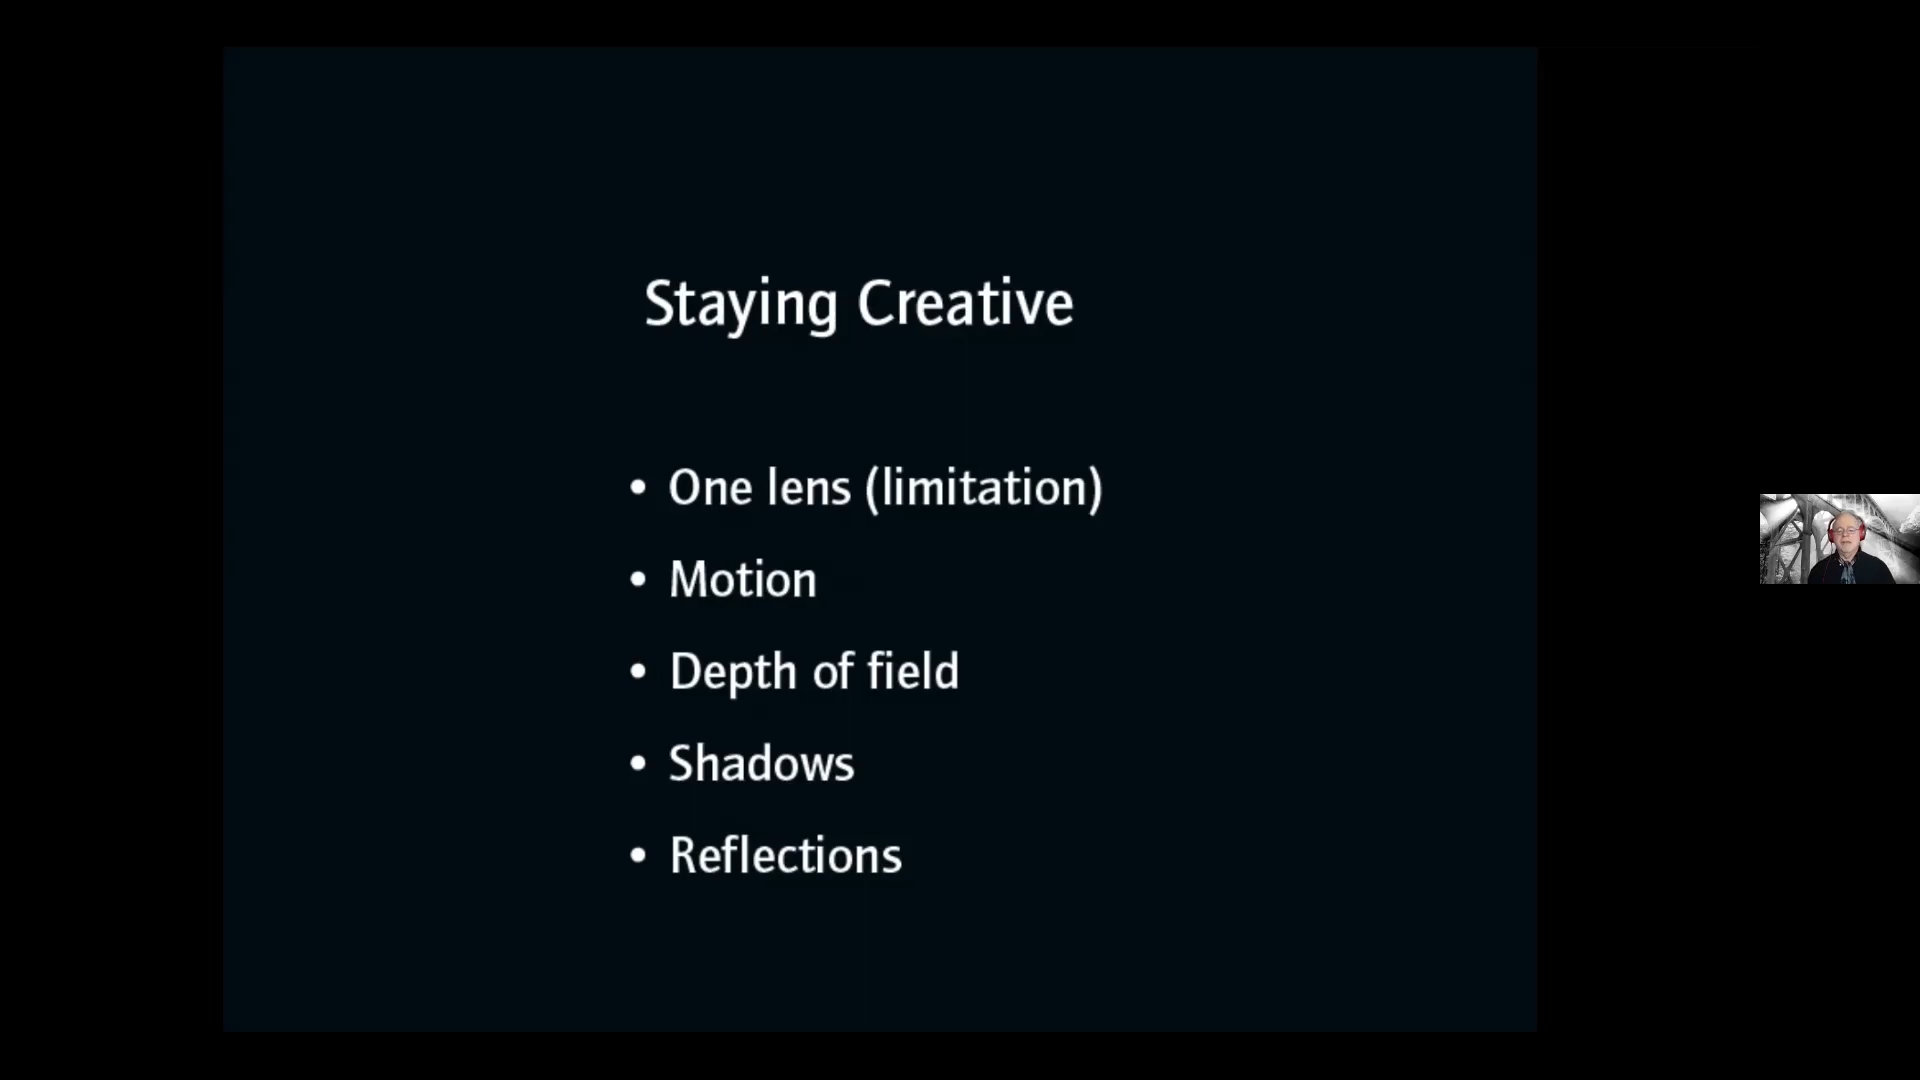 Staying Creative
• One lens (limitation)
• Motion
• Depth of field
• Shadows
• Reflections